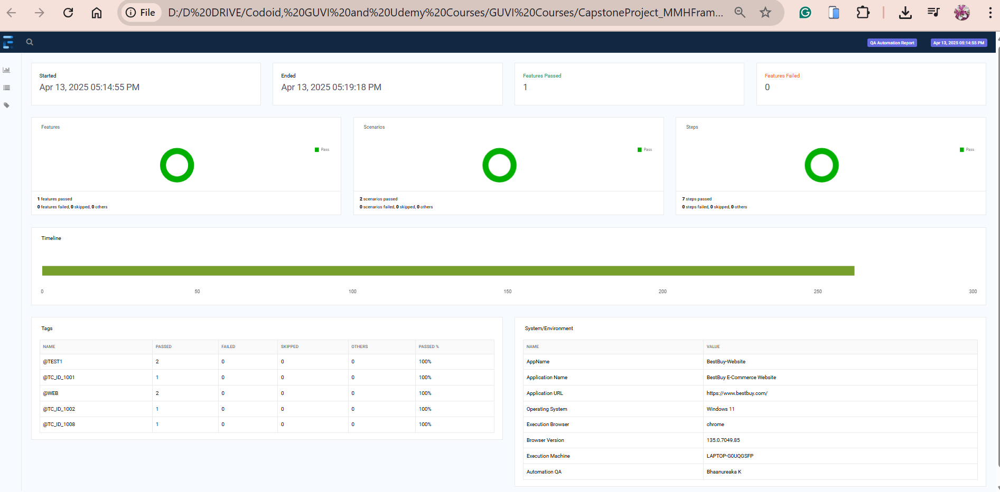 File D:/D%20DRIVE/Codoid,%20GUVI%20and%20Udemy%20Courses/GUVI%20Courses/CapstoneProject_MMHFram...
QA Automation Report Apr 13, 2025 05:14:55 PM
Started
Apr 13, 2025 05:14:55 PM
Ended
Apr 13, 2025 05:19:18 PM
Features Passed
1
Features Failed
0
Features
Pass
1 features passed
0 features failed, 0 skipped, 0 others
Scenarios
Pass
2 scenarios passed
0 scenarios failed, 0 skipped, 0 others
Steps
Pass
7 steps passed
0 steps failed, 0 skipped, 0 others
Timeline
0 50 100 150 200 250 300
Tags
NAME PASSED FAILED SKIPPED OTHERS PASSED %
@TEST1 2 0 0 0 100%
@TC_ID_1001 1 0 0 0 100%
@WEB 2 0 0 0 100%
@TC_ID_1002 1 0 0 0 100%
@TC_ID_1008 1 0 0 0 100%
System/Environment
NAME VALUE
AppName BestBuy-Website
Application Name BestBuy E-Commerce Website
Application URL https://www.bestbuy.com/
Operating System Windows 11
Execution Browser chrome
Browser Version 135.0.7049.85
Execution Machine LAPTOP-G0UQGSFP
Automation QA Bhaanureaka K